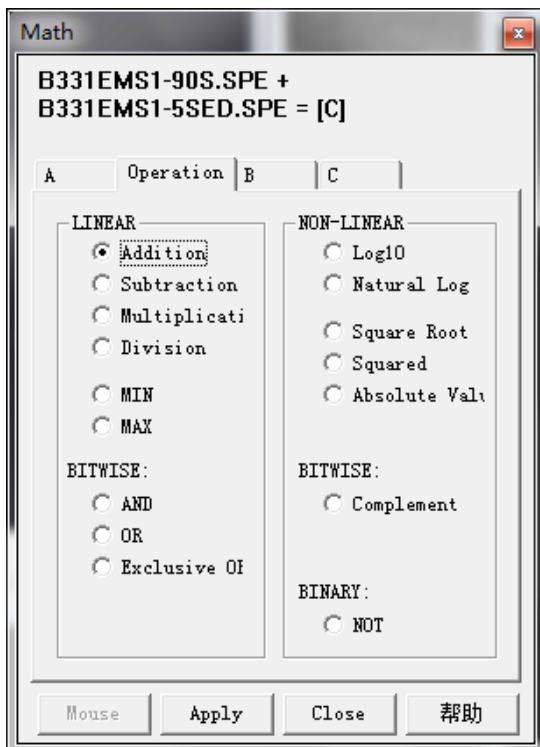 Math
B331EMS1-90S.SPE +
B331EMS1-5SED.SPE = [C]
A
Operation
B
C
LINEAR
Addition
Subtraction
Multiplicati
Division
MIN
MAX
BITWISE:
AND
OR
Exclusive OI
NON-LINEAR
Log10
Natural Log
Square Root
Squared
Absolute Valu
BITWISE:
Complement
BINARY:
NOT
Mouse
Apply
Close
帮助